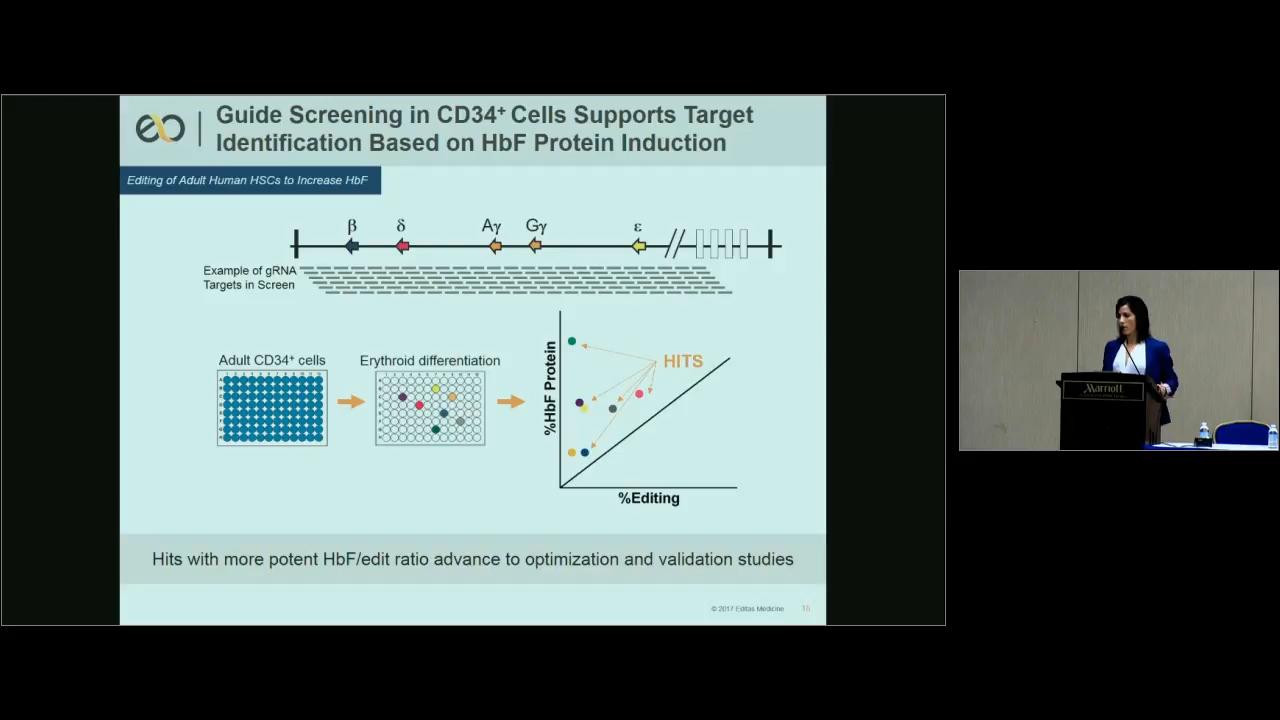 Guide Screening in CD34⁺ Cells Supports Target
Identification Based on HbF Protein Induction
Editing of Adult Human HSCs to Increase HbF
β δ Aγ Gγ ε
Example of gRNA
Targets in Screen
Adult CD34⁺ cells
Erythroid differentiation
HITS
%HbF Protein
%Editing
Hits with more potent HbF/edit ratio advance to optimization and validation studies
© 2017 Editas Medicine
Marriott